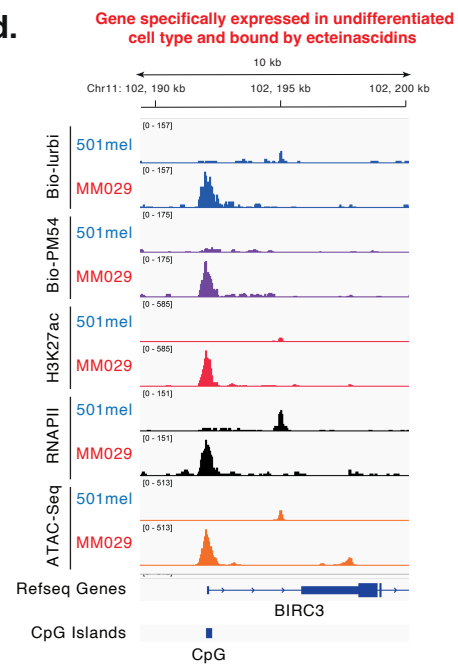 d.
Gene specifically expressed in undifferentiated
cell type and bound by ecteinascidins
10 kb
Chr11: 102, 190 kb 102, 195 kb 102, 200 kb
Bio-lurbi
501mel
[0 - 157]
MM029
[0 - 157]
Bio-PM54
501mel
[0 - 175]
MM029
[0 - 175]
H3K27ac
501mel
[0 - 585]
MM029
[0 - 585]
RNAPII
501mel
[0 - 151]
MM029
[0 - 151]
ATAC-Seq
501mel
[0 - 513]
MM029
[0 - 513]
Refseq Genes
BIRC3
CpG Islands
CpG